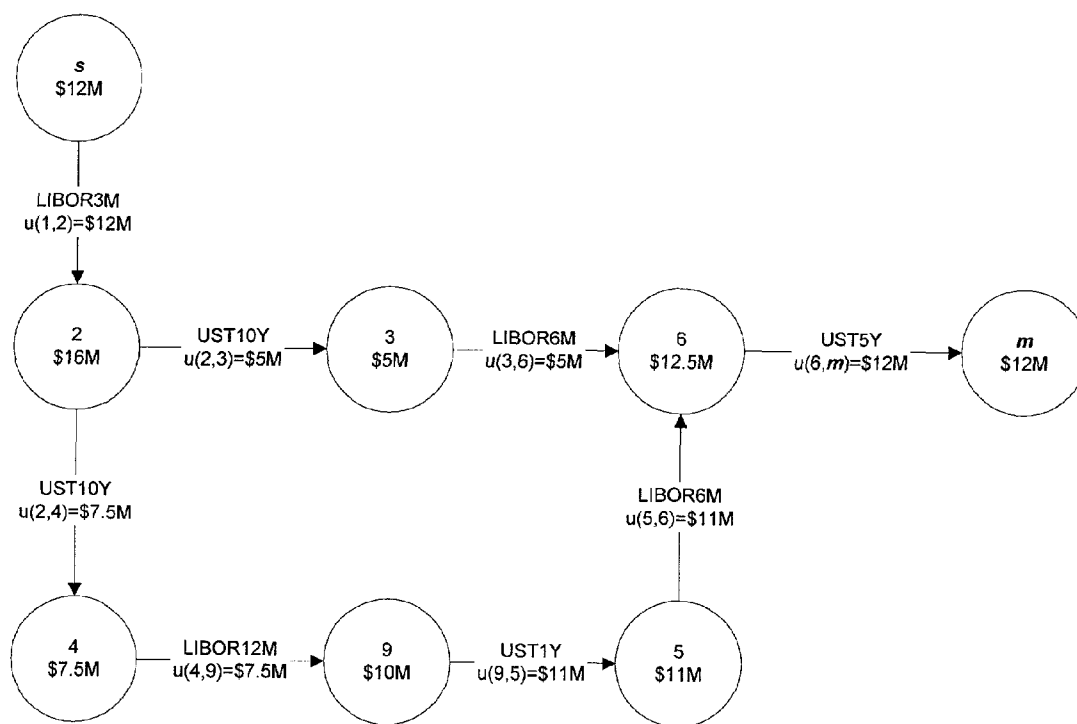 s
$12M
LIBOR3M
u(1,2)=$12M
2
$16M
UST10Y
u(2,3)=$5M
3
$5M
LIBOR6M
u(3,6)=$5M
6
$12.5M
UST5Y
u(6,m)=$12M
m
$12M
UST10Y
u(2,4)=$7.5M
LIBOR6M
u(5,6)=$11M
4
$7.5M
LIBOR12M
u(4,9)=$7.5M
9
$10M
UST1Y
u(9,5)=$11M
5
$11M